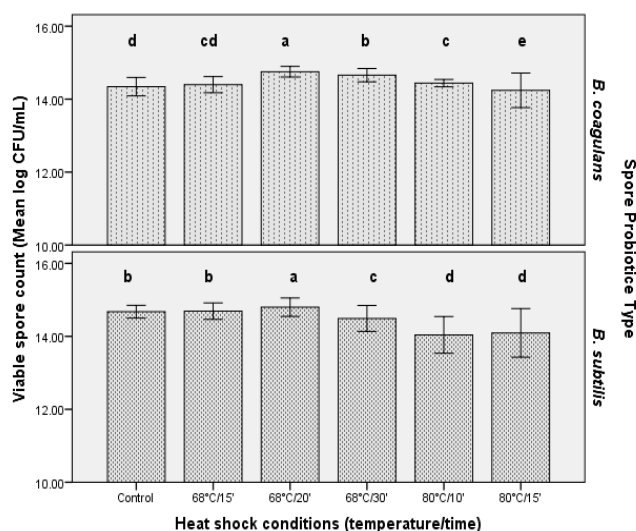 16.00
d cd a b c e
14.00
12.00
10.00
B. coagulans
16.00
b b a c d d
14.00
12.00
10.00
B. subtilis
Viable spore count (Mean log CFU/mL)
Spore Probiotice Type
Control 68°C/15' 68°C/20' 68°C/30' 80°C/10' 80°C/15'
Heat shock conditions (temperature/time)